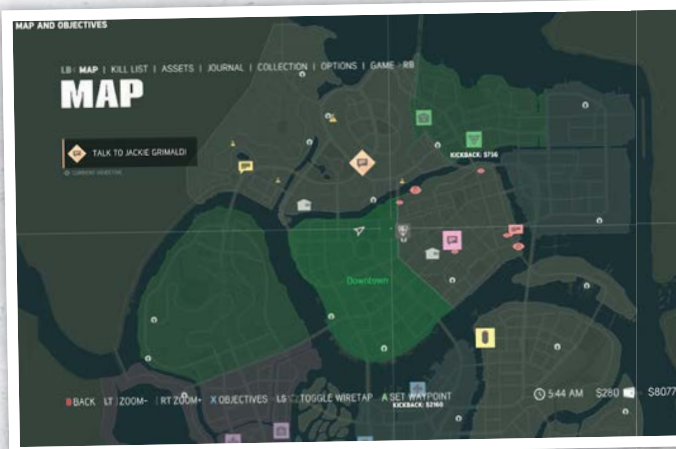 MAP AND OBJECTIVES
LB MAP | KILL LIST | ASSETS | JOURNAL | COLLECTION | OPTIONS | GAME RB
MAP
TALK TO JACKIE GRIMALDI
CURRENT OBJECTIVE
KICKBACK: $736
Downtown
B BACK LT ZOOM- RT ZOOM+ X OBJECTIVES LS TOGGLE WIRETAP A SET WAYPOINT
5:44 AM $280 $8077
KICKBACK: $2160